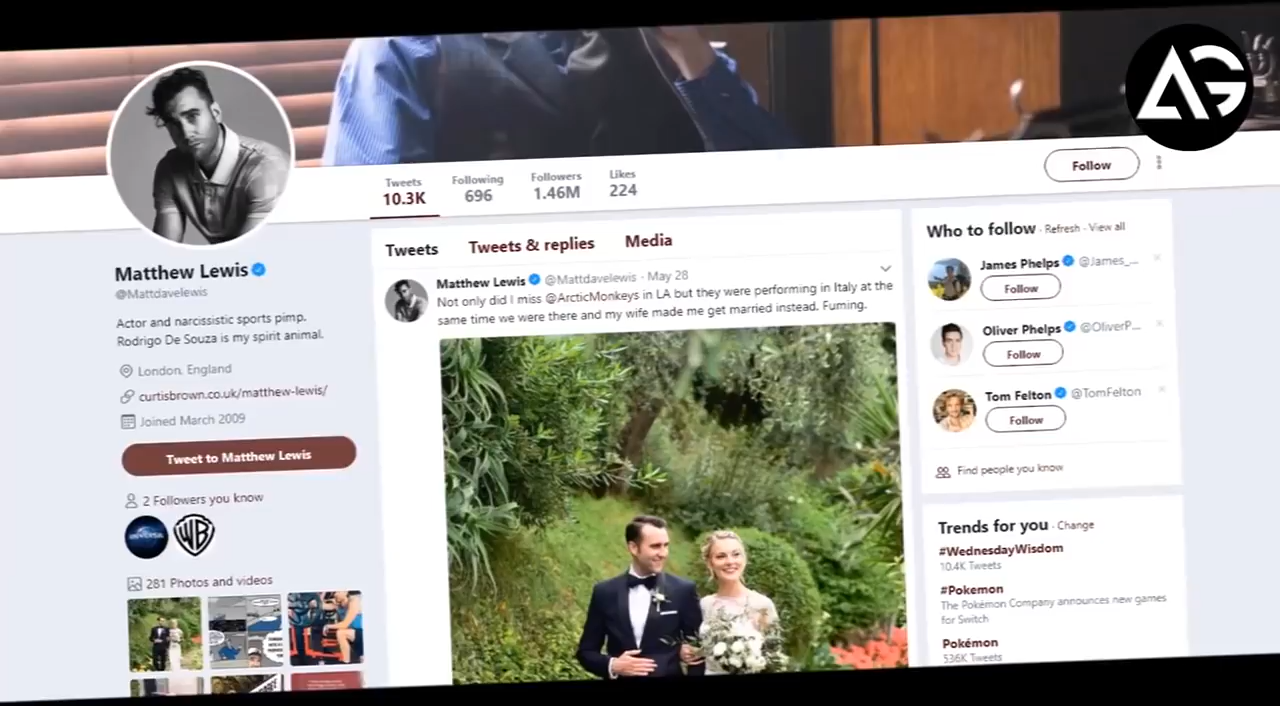 AG
Tweets
10.3K
Following
696
Followers
1.46M
Likes
224
Follow
Matthew Lewis
@Mattdavelewis
Actor and narcissistic sports pimp.
Rodrigo De Souza is my spirit animal.
London, England
curtisbrown.co.uk/matthew-lewis/
Joined March 2009
Tweet to Matthew Lewis
2 Followers you know
UNIVERSAL
WB
281 Photos and videos
Tweets Tweets & replies Media
Matthew Lewis @Mattdavelewis · May 28
Not only did I miss @ArcticMonkeys in LA but they were performing in Italy at the
same time we were there and my wife made me get married instead. Fuming.
Who to follow · Refresh · View all
James Phelps @James_...
Follow
Oliver Phelps @OliverP...
Follow
Tom Felton @TomFelton
Follow
Find people you know
Trends for you · Change
#WednesdayWisdom
10.4K Tweets
#Pokemon
The Pokémon Company announces new games
for Switch
Pokémon
536K Tweets